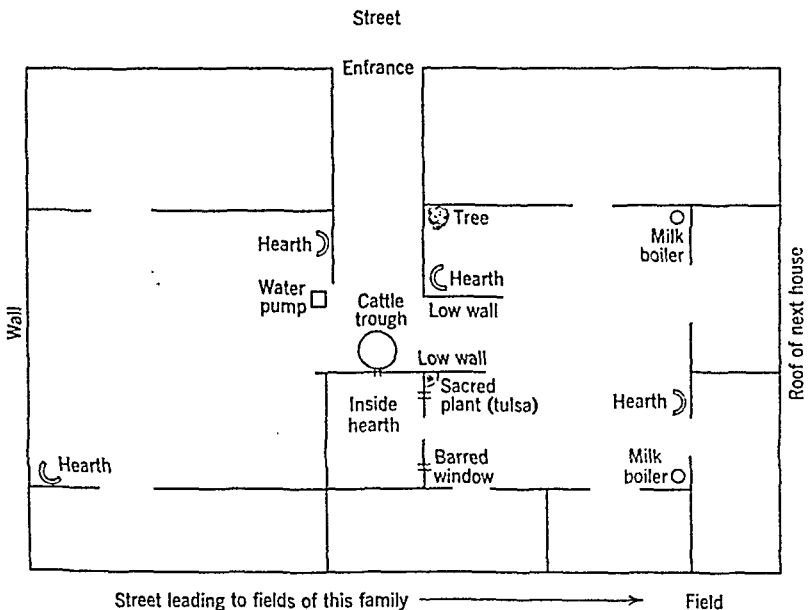 Street
Entrance
Tree
Hearth
Milk
boiler
Hearth
Water
pump
Cattle
trough
Low wall
Wall
Roof of next house
Low wall
Sacred
plant (tulsa)
Inside
hearth
Hearth
Hearth
Barred
window
Milk
boiler
Street leading to fields of this family
Field